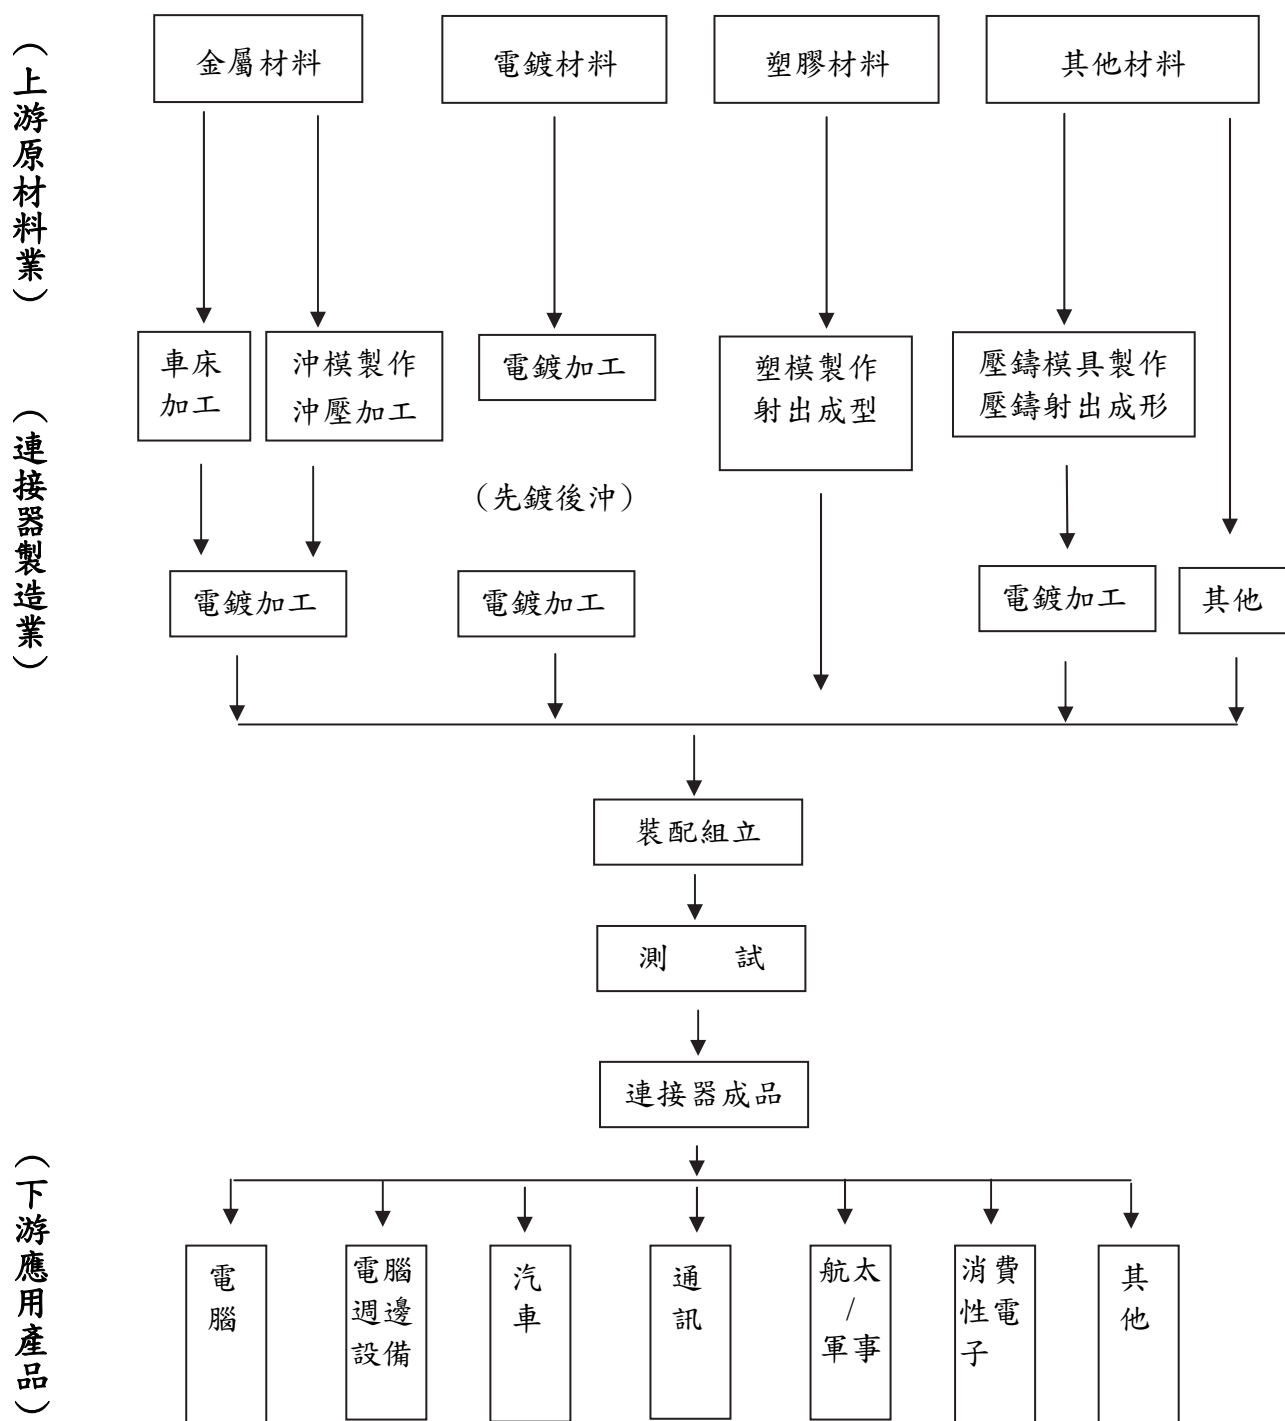 （上游原材料業）
金屬材料
電鍍材料
塑膠材料
其他材料
（連接器製造業）
車床
加工
沖模製作
沖壓加工
電鍍加工
塑模製作
射出成型
壓鑄模具製作
壓鑄射出成形
（先鍍後沖）
電鍍加工
電鍍加工
電鍍加工
其他
裝配組立
測 試
連接器成品
（下游應用產品）
電
腦
電腦
週邊
設備
汽
車
通
訊
航太
/
軍事
消費
性電
子
其
他